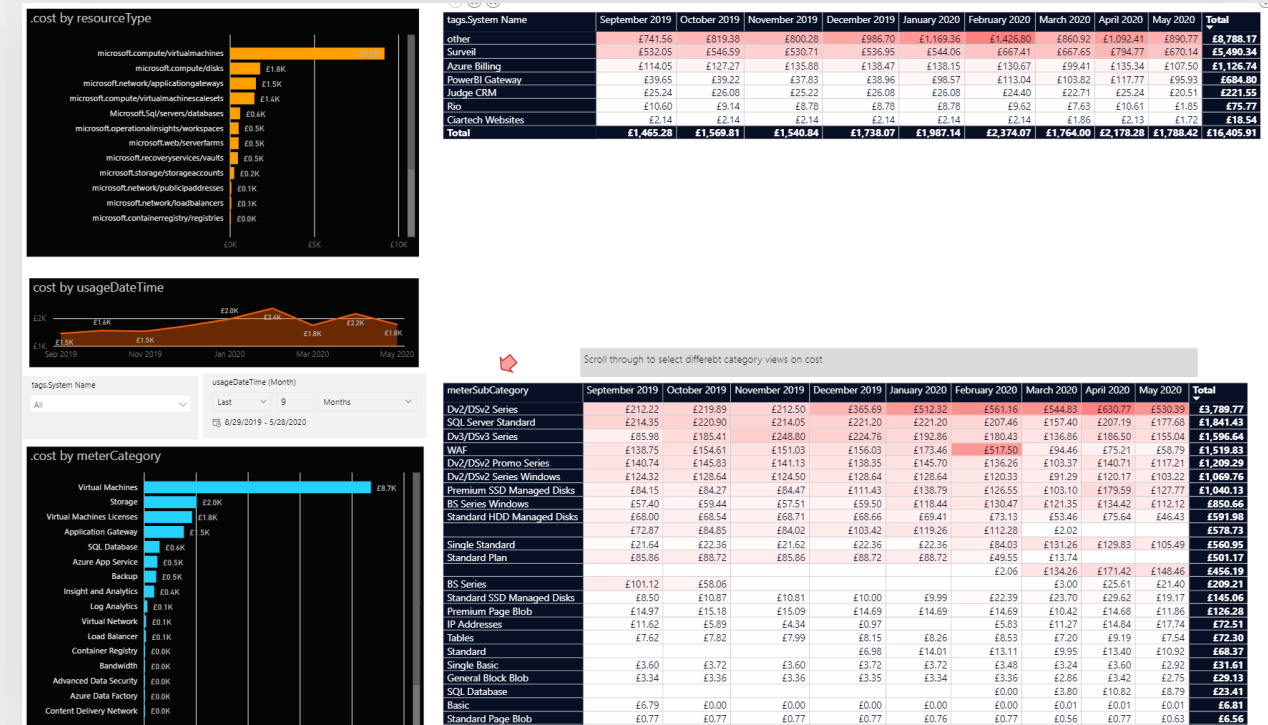 .cost by resourceType
microsoft.compute/virtualmachines
microsoft.compute/disks £1.8K
microsoft.network/applicationgateways £1.5K
microsoft.compute/virtualmachinescalesets £1.4K
Microsoft.Sql/servers/databases £0.6K
microsoft.operationalinsights/workspaces £0.5K
microsoft.web/serverfarms £0.5K
microsoft.recoveryservices/vaults £0.5K
microsoft.storage/storageaccounts £0.2K
microsoft.network/publicipaddresses £0.1K
microsoft.network/loadbalancers £0.1K
microsoft.containerregistry/registries £0.0K
£0K £5K £10K
tags.System Name September 2019 October 2019 November 2019 December 2019 January 2020 February 2020 March 2020 April 2020 May 2020 Total
other £741.56 £819.38 £800.28 £986.70 £1,169.36 £1,426.80 £860.92 £1,092.41 £890.77 £8,788.17
Surveil £532.05 £546.59 £530.71 £536.95 £544.06 £667.41 £667.65 £794.77 £670.14 £5,490.34
Azure Billing £114.05 £127.27 £135.88 £138.47 £138.15 £130.67 £99.41 £135.34 £107.50 £1,126.74
PowerBI Gateway £39.65 £39.22 £37.83 £38.96 £98.57 £113.04 £103.82 £117.77 £95.93 £684.80
Judge CRM £25.24 £26.08 £25.22 £26.08 £26.08 £24.40 £22.71 £25.24 £20.51 £221.55
Rio £10.60 £9.14 £8.78 £8.78 £8.78 £9.62 £7.63 £10.61 £1.85 £75.77
Ciartech Websites £2.14 £2.14 £2.14 £2.14 £2.14 £2.14 £1.86 £2.13 £1.72 £18.54
Total £1,465.28 £1,569.81 £1,540.84 £1,738.07 £1,987.14 £2,374.07 £1,764.00 £2,178.28 £1,788.42 £16,405.91
cost by usageDateTime
£2K £1K
£1.5K £1.6K £1.5K £2.0K £2.4K £1.8K £2.2K £1.8K
Sep 2019 Nov 2019 Jan 2020 Mar 2020 May 2020
tags.System Name
All
usageDateTime (Month)
Last 9 Months
8/29/2019 - 5/28/2020
Scroll through to select differebt category views on cost
.cost by meterCategory
Virtual Machines £8.7K
Storage £2.0K
Virtual Machines Licenses £1.8K
Application Gateway £1.5K
SQL Database £0.6K
Azure App Service £0.5K
Backup £0.5K
Insight and Analytics £0.4K
Log Analytics £0.1K
Virtual Network £0.1K
Load Balancer £0.1K
Container Registry £0.0K
Bandwidth £0.0K
Advanced Data Security £0.0K
Azure Data Factory £0.0K
Content Delivery Network £0.0K
meterSubCategory September 2019 October 2019 November 2019 December 2019 January 2020 February 2020 March 2020 April 2020 May 2020 Total
Dv2/DSv2 Series £212.22 £219.89 £212.50 £365.69 £512.32 £561.16 £544.83 £630.77 £530.39 £3,789.77
SQL Server Standard £214.35 £220.90 £214.05 £221.20 £221.20 £207.46 £157.40 £207.19 £177.68 £1,841.43
Dv3/DSv3 Series £85.98 £185.41 £248.80 £224.76 £192.86 £180.43 £136.86 £186.50 £155.04 £1,596.64
WAF £138.75 £154.61 £151.03 £156.03 £173.46 £517.50 £94.46 £75.21 £58.79 £1,519.83
Dv2/DSv2 Promo Series £140.74 £145.83 £141.13 £138.35 £145.70 £136.26 £103.37 £140.71 £117.21 £1,209.29
Dv2/DSv2 Series Windows £124.32 £128.64 £124.50 £128.64 £128.64 £120.33 £91.29 £120.17 £103.22 £1,069.76
Premium SSD Managed Disks £84.15 £84.27 £84.47 £111.43 £138.79 £126.55 £103.10 £179.59 £127.77 £1,040.13
BS Series Windows £57.40 £59.44 £57.51 £59.50 £118.44 £130.47 £121.35 £134.42 £112.12 £850.66
Standard HDD Managed Disks £68.00 £68.54 £68.71 £68.66 £69.41 £73.13 £53.46 £75.64 £46.43 £591.98
£72.87 £84.85 £84.02 £103.42 £119.26 £112.28 £2.02 £578.73
Single Standard £21.64 £22.36 £21.62 £22.36 £22.36 £84.03 £131.26 £129.83 £105.49 £560.95
Standard Plan £85.86 £88.72 £85.86 £88.72 £88.72 £49.55 £13.74 £501.17
£2.06 £134.26 £171.42 £148.46 £456.19
BS Series £101.12 £58.06 £3.00 £25.61 £21.40 £209.21
Standard SSD Managed Disks £8.50 £10.87 £10.81 £10.00 £9.99 £22.39 £23.70 £29.62 £19.17 £145.06
Premium Page Blob £14.97 £15.18 £15.09 £14.69 £14.69 £14.69 £10.42 £14.68 £11.86 £126.28
IP Addresses £11.62 £5.89 £4.34 £0.97 £5.83 £11.27 £14.84 £17.74 £72.51
Tables £7.62 £7.82 £7.99 £8.15 £8.26 £8.53 £7.20 £9.19 £7.54 £72.30
Standard £6.98 £14.01 £13.11 £9.95 £13.40 £10.92 £68.37
Single Basic £3.60 £3.72 £3.60 £3.72 £3.72 £3.48 £3.24 £3.60 £2.92 £31.61
General Block Blob £3.34 £3.36 £3.36 £3.35 £3.34 £3.36 £2.86 £3.42 £2.75 £29.13
SQL Database £0.00 £3.80 £10.82 £8.79 £23.41
Basic £6.79 £0.00 £0.00 £0.00 £0.00 £0.00 £0.01 £0.01 £0.01 £6.81
Standard Page Blob £0.77 £0.77 £0.77 £0.77 £0.76 £0.77 £0.56 £0.77 £0.63 £6.56